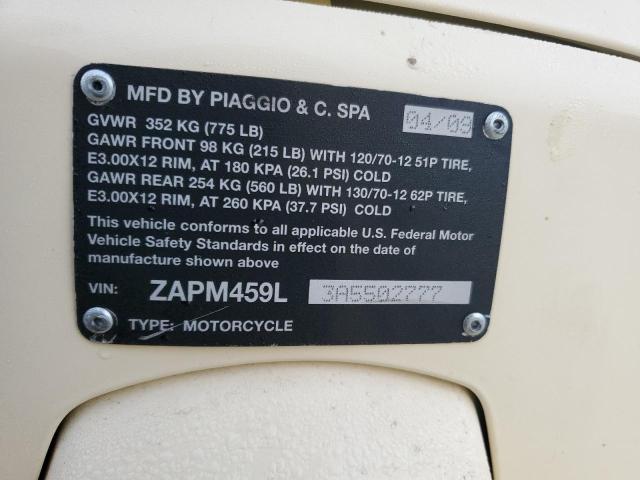 MFD BY PIAGGIO & C. SPA 04/09
GVWR 352 KG (775 LB)
GAWR FRONT 98 KG (215 LB) WITH 120/70-12 51P TIRE,
E3.00X12 RIM, AT 180 KPA (26.1 PSI) COLD
GAWR REAR 254 KG (560 LB) WITH 130/70-12 62P TIRE,
E3.00X12 RIM, AT 260 KPA (37.7 PSI) COLD
This vehicle conforms to all applicable U.S. Federal Motor
Vehicle Safety Standards in effect on the date of
manufacture shown above
VIN: ZAPM459L 3A5502777
TYPE: MOTORCYCLE